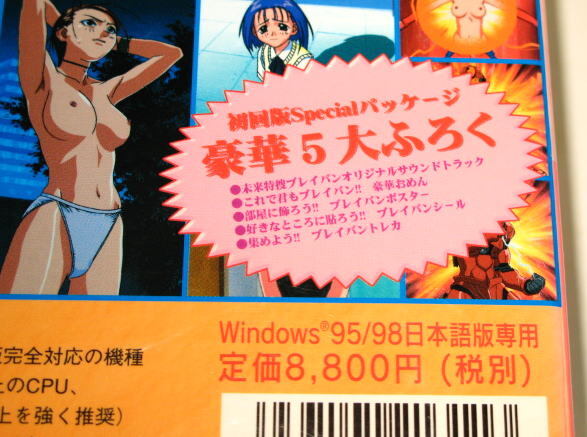 初回版Specialパッケージ
豪華5大ふろく
●未来特捜ブレイバンオリジナルサウンドトラック
●これで君もブレイバン!! 豪華おめん
●部屋に飾ろう!! ブレイバンポスター
●好きなところに貼ろう!! ブレイバンシール
●集めよう!! ブレイバントレカ
Windows®95/98日本語版専用
定価8,800円(税別)
版完全対応の機種
上のCPU、
上を強く推奨)